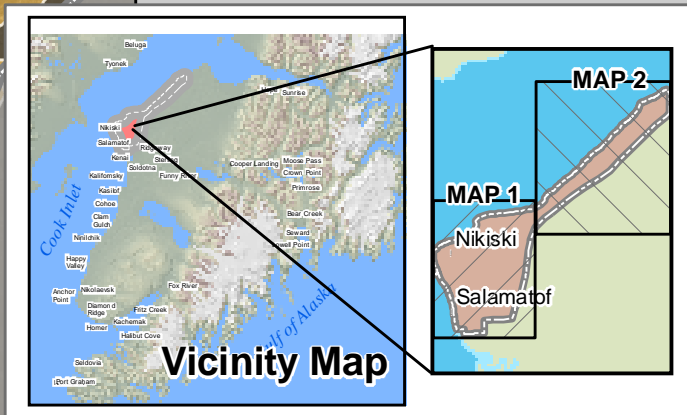 Beluga
Tyonek
Sunrise
Nikiski
Salamatof
Ridgeway
Kenai
Sterling
Soldotna
Funny River
Kalifornsky
Kasilof
Cohoe
Clam
Gulch
Ninilchik
Happy
Valley
Cook Inlet
Cooper Landing
Moose Pass
Crown Point
Primrose
Bear Creek
Seward
Lowell Point
Fox River
Anchor
Point
Nikolaevsk
Diamond
Ridge
Fritz Creek
Kachemak
Homer
Halibut Cove
Seldovia
Port Graham
Gulf of Alaska
Vicinity Map
MAP 2
MAP 1
Nikiski
Salamatof